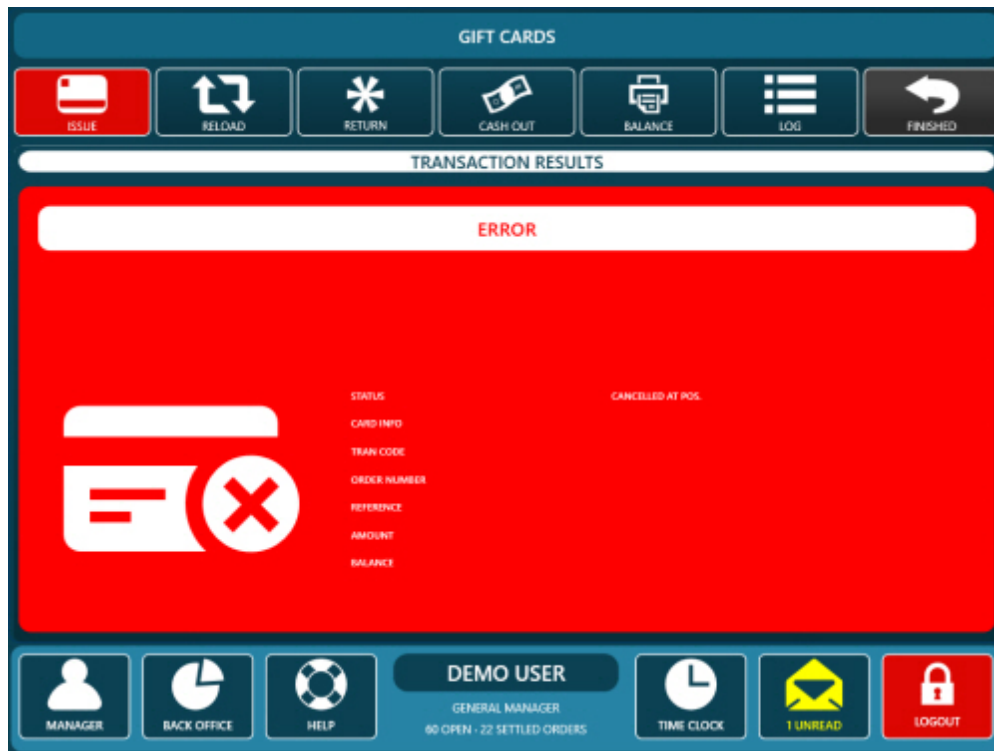 GIFT CARDS
ISSUE
RELOAD
RETURN
CASH OUT
BALANCE
LOG
FINISHED
TRANSACTION RESULTS
ERROR
STATUS CANCELLED AT POS.
CARD INFO
TRAN CODE
ORDER NUMBER
REFERENCE
AMOUNT
BALANCE
MANAGER
BACK OFFICE
HELP
DEMO USER
GENERAL MANAGER
60 OPEN - 22 SETTLED ORDERS
TIME CLOCK
1 UNREAD
LOGOUT